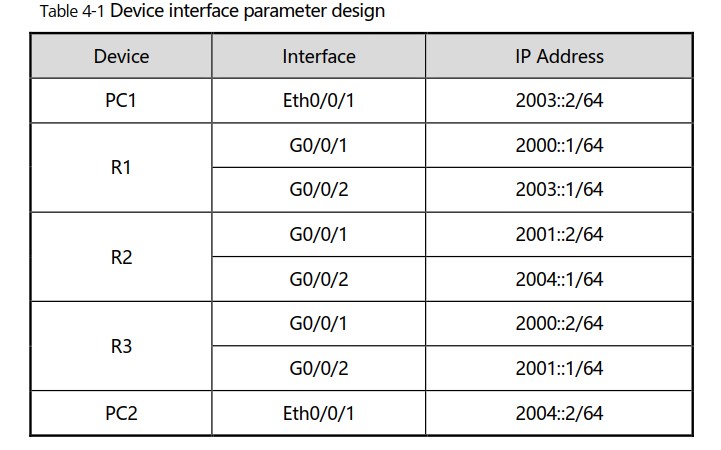 Table 4-1 Device interface parameter design
Device Interface IP Address
PC1 Eth0/0/1 2003::2/64
R1 G0/0/1 2000::1/64
G0/0/2 2003::1/64
R2 G0/0/1 2001::2/64
G0/0/2 2004::1/64
R3 G0/0/1 2000::2/64
G0/0/2 2001::1/64
PC2 Eth0/0/1 2004::2/64